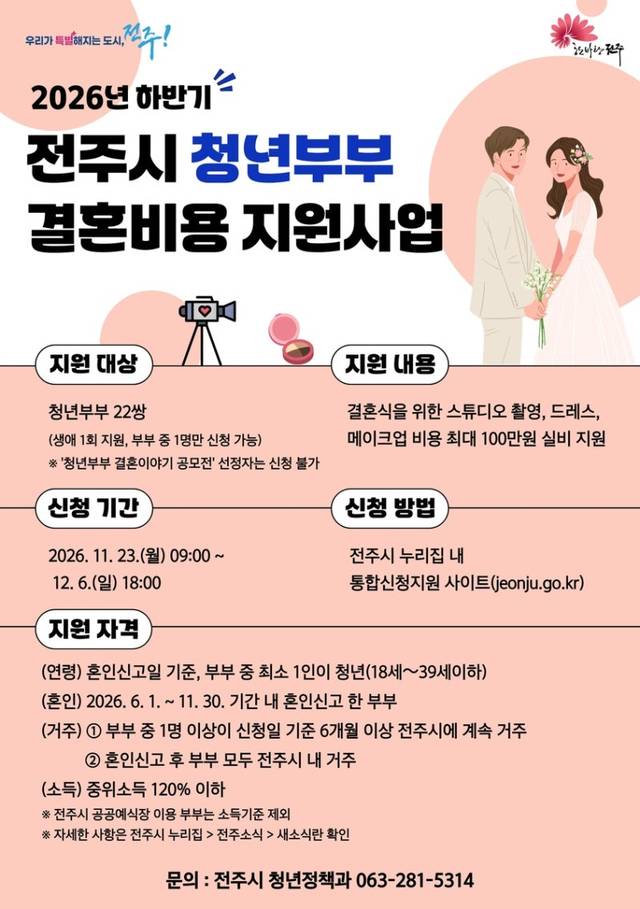 우리가 특별해지는 도시, 전주!
한바탕 전주
2026년 하반기
전주시 청년부부
결혼비용 지원사업
지원 대상
청년부부 22쌍
(생애 1회 지원, 부부 중 1명만 신청 가능)
※ '청년부부 결혼이야기 공모전' 선정자는 신청 불가
지원 내용
결혼식을 위한 스튜디오 촬영, 드레스,
메이크업 비용 최대 100만원 실비 지원
신청 기간
2026. 11. 23.(월) 09:00 ~
12. 6.(일) 18:00
신청 방법
전주시 누리집 내
통합신청지원 사이트(jeonju.go.kr)
지원 자격
(연령) 혼인신고일 기준, 부부 중 최소 1인이 청년(18세～39세이하)
(혼인) 2026. 6. 1. ~ 11. 30. 기간 내 혼인신고 한 부부
(거주) ① 부부 중 1명 이상이 신청일 기준 6개월 이상 전주시에 계속 거주
② 혼인신고 후 부부 모두 전주시 내 거주
(소득) 중위소득 120% 이하
※ 전주시 공공예식장 이용 부부는 소득기준 제외
※ 자세한 사항은 전주시 누리집 > 전주소식 > 새소식란 확인
문의 : 전주시 청년정책과 063-281-5314